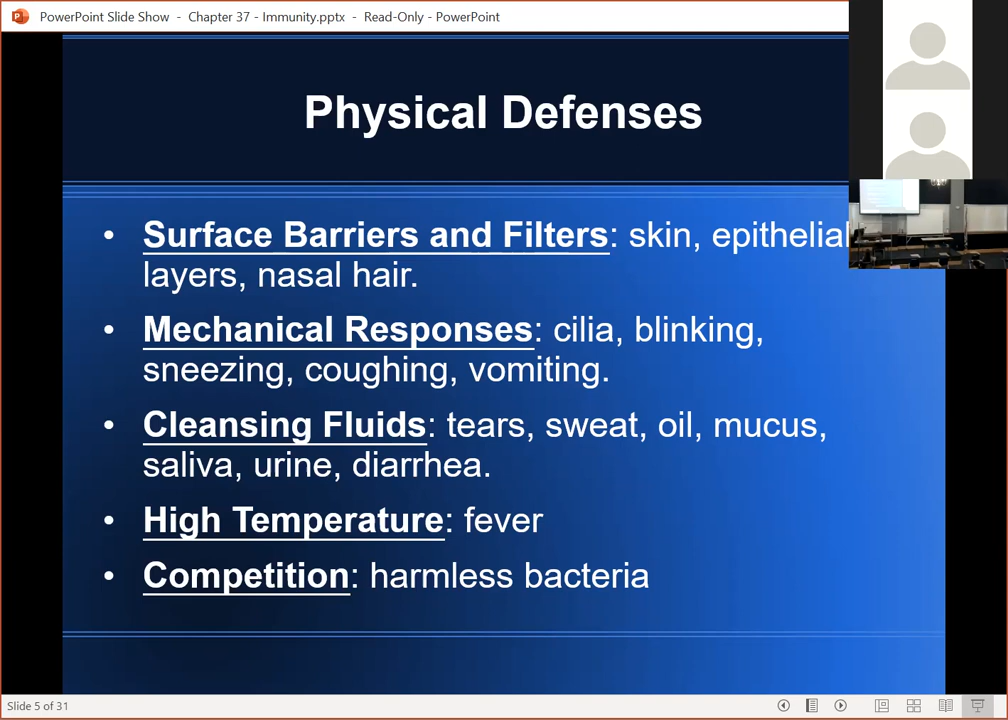 PowerPoint Slide Show - Chapter 37 - Immunity.pptx - Read-Only - PowerPoint
Physical Defenses
• Surface Barriers and Filters: skin, epithelial
layers, nasal hair.
• Mechanical Responses: cilia, blinking,
sneezing, coughing, vomiting.
• Cleansing Fluids: tears, sweat, oil, mucus,
saliva, urine, diarrhea.
• High Temperature: fever
• Competition: harmless bacteria
Slide 5 of 31